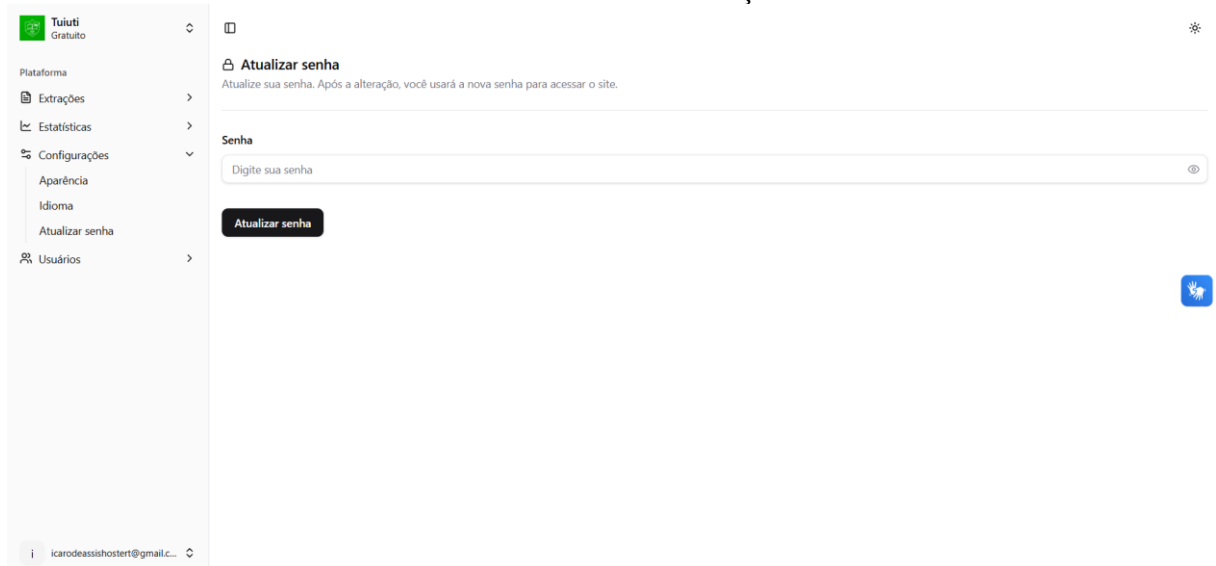 Tuiuti
Gratuito
Plataforma
Extrações
Estatísticas
Configurações
Aparência
Idioma
Atualizar senha
Usuários
i icarodeassishostert@gmail.c...
Atualizar senha
Atualize sua senha. Após a alteração, você usará a nova senha para acessar o site.
Senha
Digite sua senha
Atualizar senha